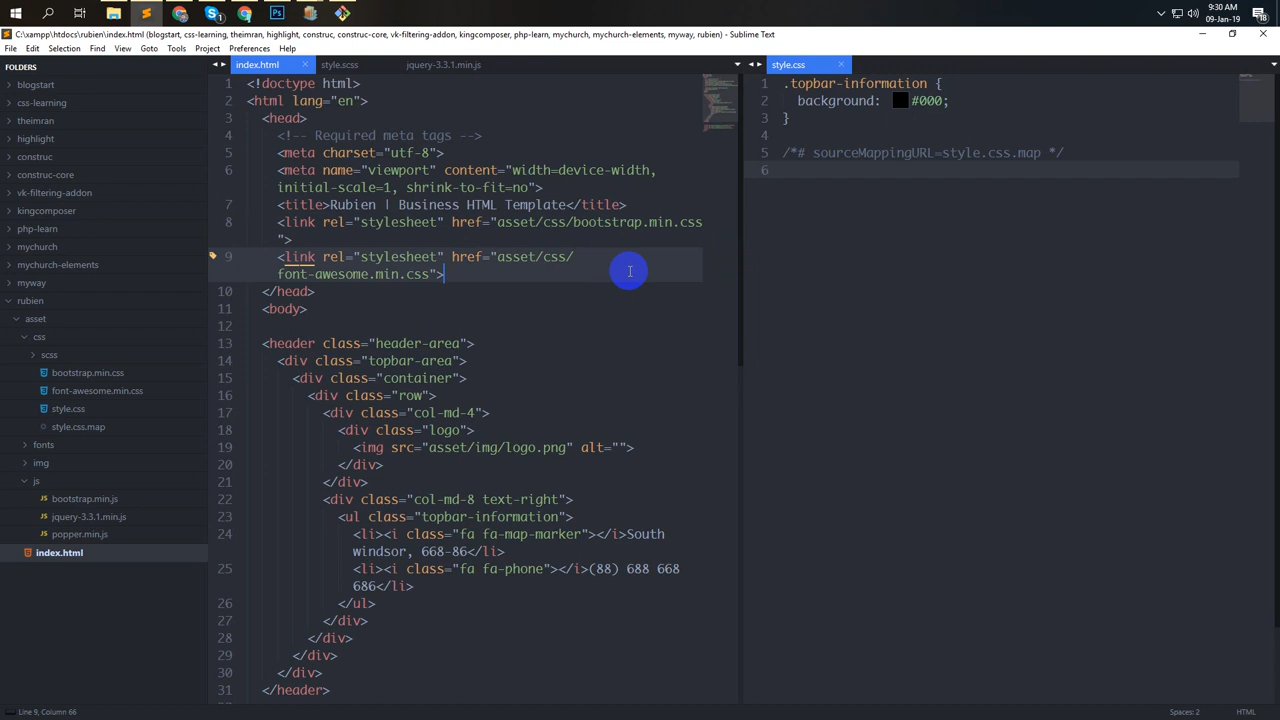 9:30 AM
09-Jan-19
18
1
C:\xampp\htdocs\rubien\index.html (blogstart, css-learning, theimran, highlight, construc, construc-core, vk-filtering-addon, kingcomposer, php-learn, mychurch, mychurch-elements, myway, rubien) - Sublime Text
File Edit Selection Find View Goto Tools Project Preferences Help
FOLDERS
blogstart
css-learning
theimran
highlight
construc
construc-core
vk-filtering-addon
kingcomposer
php-learn
mychurch
mychurch-elements
myway
rubien
asset
css
scss
bootstrap.min.css
font-awesome.min.css
style.css
style.css.map
fonts
img
js
JS bootstrap.min.js
JS jquery-3.3.1.min.js
JS popper.min.js
index.html
index.html style.scss jquery-3.3.1.min.js
1 <!doctype html>
2 <html lang="en">
3 <head>
4 <!-- Required meta tags -->
5 <meta charset="utf-8">
6 <meta name="viewport" content="width=device-width,
initial-scale=1, shrink-to-fit=no">
7 <title>Rubien | Business HTML Template</title>
8 <link rel="stylesheet" href="asset/css/bootstrap.min.css
">
9 <link rel="stylesheet" href="asset/css/
font-awesome.min.css">
10 </head>
11 <body>
12
13 <header class="header-area">
14 <div class="topbar-area">
15 <div class="container">
16 <div class="row">
17 <div class="col-md-4">
18 <div class="logo">
19 <img src="asset/img/logo.png" alt="">
20 </div>
21 </div>
22 <div class="col-md-8 text-right">
23 <ul class="topbar-information">
24 <li><i class="fa fa-map-marker"></i>South
windsor, 668-86</li>
25 <li><i class="fa fa-phone"></i>(88) 688 668
686</li>
26 </ul>
27 </div>
28 </div>
29 </div>
30 </div>
31 </header>
style.css
1 .topbar-information {
2 background: #000;
3 }
4
5 /*# sourceMappingURL=style.css.map */
6
Line 9, Column 66
Spaces: 2
HTML